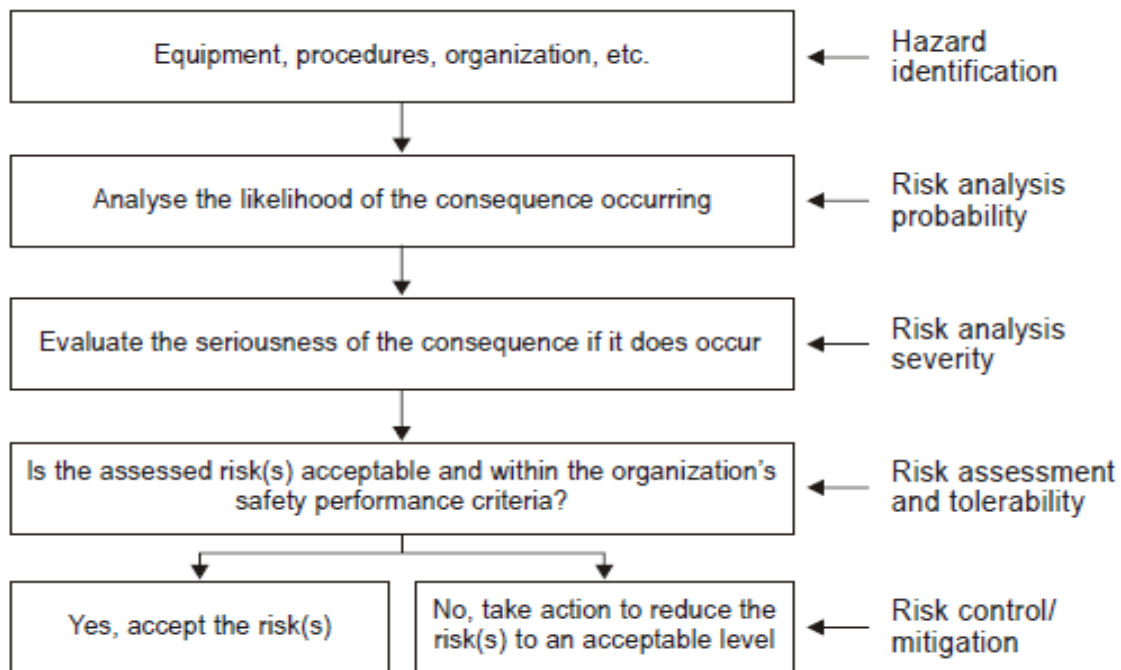 Equipment, procedures, organization, etc.
Hazard
identification
Analyse the likelihood of the consequence occurring
Risk analysis
probability
Evaluate the seriousness of the consequence if it does occur
Risk analysis
severity
Is the assessed risk(s) acceptable and within the organization's
safety performance criteria?
Risk assessment
and tolerability
Yes, accept the risk(s)
No, take action to reduce the
risk(s) to an acceptable level
Risk control/
mitigation